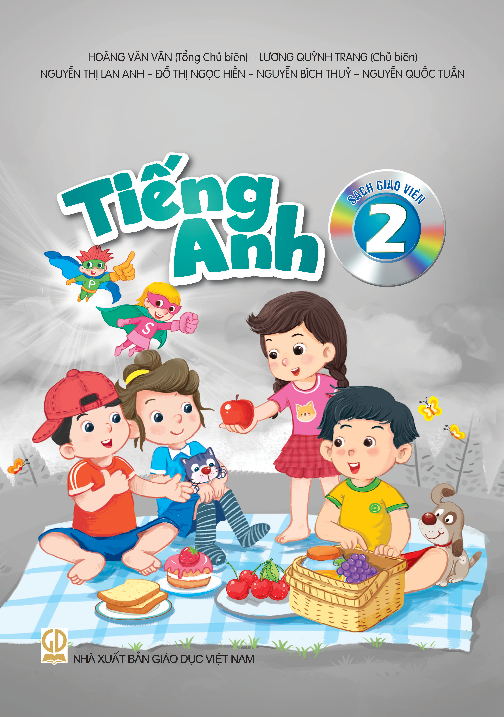 HOÀNG VĂN VÂN (Tổng Chủ biên) LƯƠNG QUỲNH TRANG (Chủ biên)
NGUYỄN THỊ LAN ANH – ĐỖ THỊ NGỌC HIỀN – NGUYỄN BÍCH THUỶ – NGUYỄN QUỐC TUẤN
Tiếng
Anh
SÁCH GIÁO VIÊN
2
P
S
GD
NHÀ XUẤT BẢN GIÁO DỤC VIỆT NAM